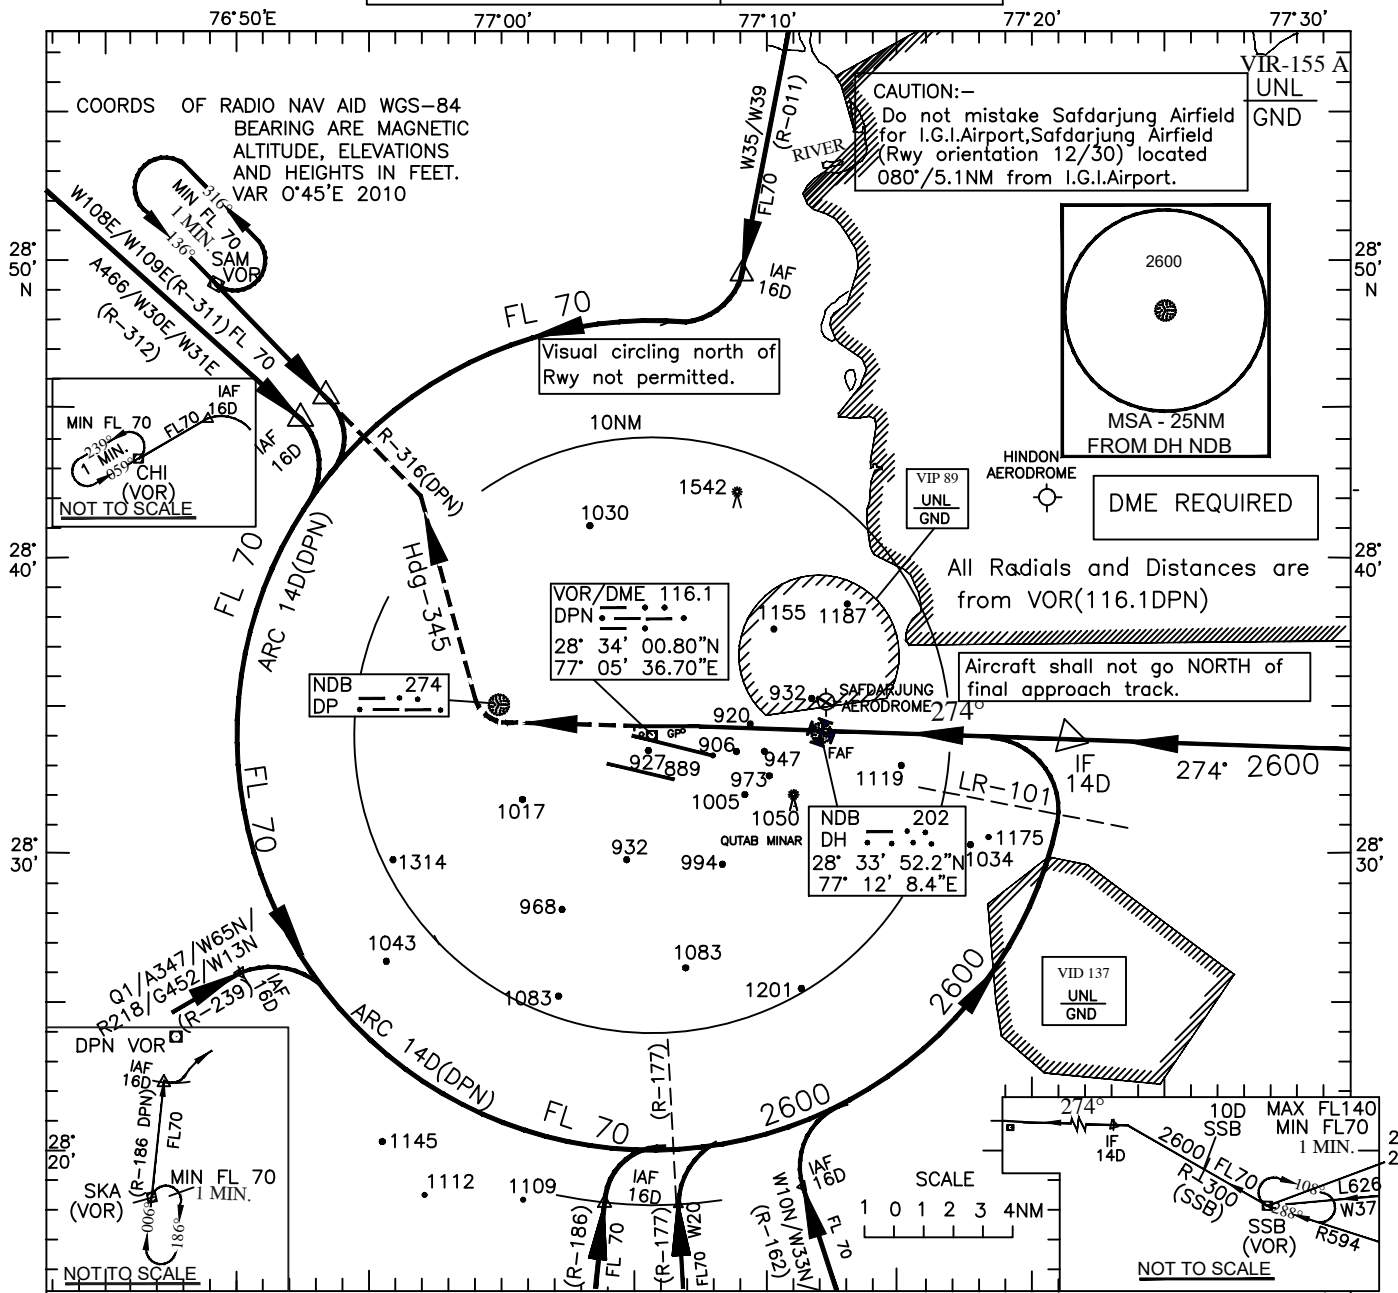 76°50'E
77°00'
77°10'
77°20'
77°30'
VIR-155 A
UNL
GND
COORDS OF RADIO NAV AID WGS-84
BEARING ARE MAGNETIC
ALTITUDE, ELEVATIONS
AND HEIGHTS IN FEET.
VAR 0°45'E 2010
CAUTION:-
Do not mistake Safdarjung Airfield
for I.G.I.Airport,Safdarjung Airfield
(Rwy orientation 12/30) located
080°/5.1NM from I.G.I.Airport.
W35/W39
(R-011)
FL70
RIVER
IAF
16D
316°
MIN FL 70
1 MIN.
136°
SAM
VOR
W108E/W109E(R-311) FL 70
A466/W30E/W31E
(R-312)
28°
50'
N
28°
50'
N
2600
MSA - 25NM
FROM DH NDB
FL 70
Visual circling north of
Rwy not permitted.
IAF
16D
MIN FL 70
239°
1 MIN.
059°
FL70
IAF
16D
CHI
(VOR)
NOT TO SCALE
R-316(DPN)
10NM
1542
1030
VIP 89
UNL
GND
HINDON
AERODROME
DME REQUIRED
28°
40'
28°
40'
FL 70
ARC 14D(DPN)
Hdg-345
All Radials and Distances are
from VOR(116.1DPN)
VOR/DME 116.1
DPN
28° 34' 00.80"N
77° 05' 36.70"E
1155
1187
Aircraft shall not go NORTH of
final approach track.
NDB 274
DP
932
SAFDARJUNG
AERODROME
274°
920
GP
906
FAF
947
927
889
973
1119
IF
14D
274° 2600
LR-101
1005
1050
QUTAB MINAR
1017
NDB 202
DH
28° 33' 52.2"N
77° 12' 8.4"E
1175
1034
FL 70
28°
30'
28°
30'
1314
932
994
968
1043
1083
1083
1201
2600
VID 137
UNL
GND
Q1/A347/W65N/
R218/G452/W13N
(R-239)
IAF
16D
ARC 14D(DPN)
FL 70
(R-177)
2600
DPN VOR
IAF
16D
(R-186 DPN)
FL70
MIN FL 70
1 MIN.
SKA
(VOR)
006°
186°
NOT TO SCALE
28°
20'
1145
1112
1109
IAF
16D
(R-186)
FL 70
(R-177)
FL70 W20
IAF
16D
W10N/W33N/
(R-162)
FL 70
SCALE
1 0 1 2 3 4NM
274°
IF
14D
10D
SSB
MAX FL140
MIN FL70
1 MIN.
2600
FL70
R-300
(SSB)
108°
288°
L626
W37
R594
SSB
(VOR)
NOT TO SCALE
2
2